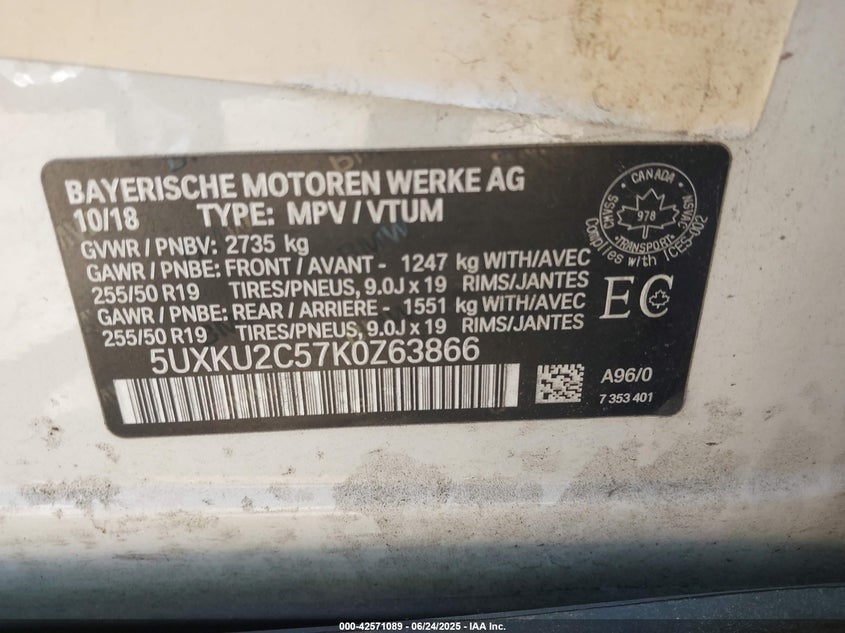 BAYERISCHE MOTOREN WERKE AG
10/18 TYPE: MPV / VTUM
GVWR / PNBV: 2735 kg
GAWR / PNBE: FRONT / AVANT - 1247 kg WITH/AVEC
255/50 R19 TIRES/PNEUS, 9.0J x 19 RIMS/JANTES
GAWR / PNBE: REAR / ARRIERE - 1551 kg WITH/AVEC
255/50 R19 TIRES/PNEUS, 9.0J x 19 RIMS/JANTES
5UXKU2C57K0Z63866
CANADA
CMVSS
978
NSVAC
TRANSPORT
Complies with ICES-002
EC
A96/0
7 353 401
000-42571089 - 06/24/2025 - IAA Inc.